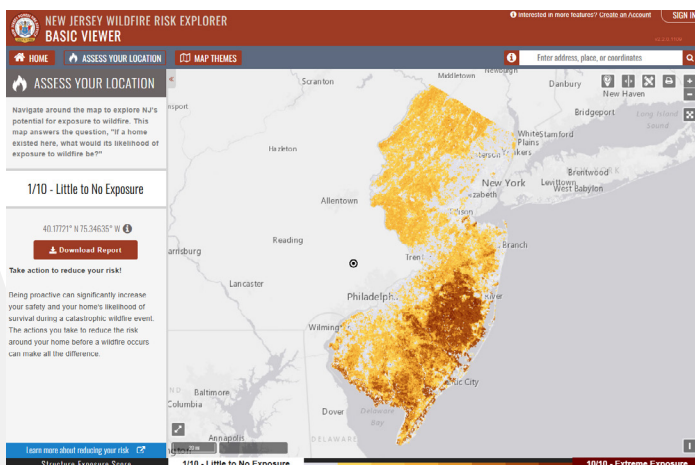 NEW JERSEY WILDFIRE RISK EXPLORER
BASIC VIEWER
Interested in more features? Create an Account
SIGN IN
HOME
ASSESS YOUR LOCATION
MAP THEMES
Enter address, place, or coordinates
ASSESS YOUR LOCATION
Navigate around the map to explore NJ's
potential for exposure to wildfire. This
map answers the question, "If a home
existed here, what would its likelihood of
exposure to wildfire be?"
1/10 - Little to No Exposure
40.17721° N 75.34635° W
Download Report
Take action to reduce your risk!
Being proactive can significantly increase
your safety and your home's likelihood of
survival during a catastrophic wildfire event.
The actions you take to reduce the risk
around your home before a wildfire occurs
can make all the difference.
Learn more about reducing your risk
Structure Exposure Score
Scranton
Middletown
Newburgh
Danbury
New Haven
Bridgeport
Long Island
Sound
White
Plains
Stamford
Hazleton
Brentwood
New York
Levittown
West Babylon
Allentown
Reading
Lancaster
Branch
Philadelph
Wilming
Baltimore
Columbia
Dover
Delaware
Bay
DELAWARE
Annapolis
1/10 - Little to No Exposure
10/10 - Extreme Exposure